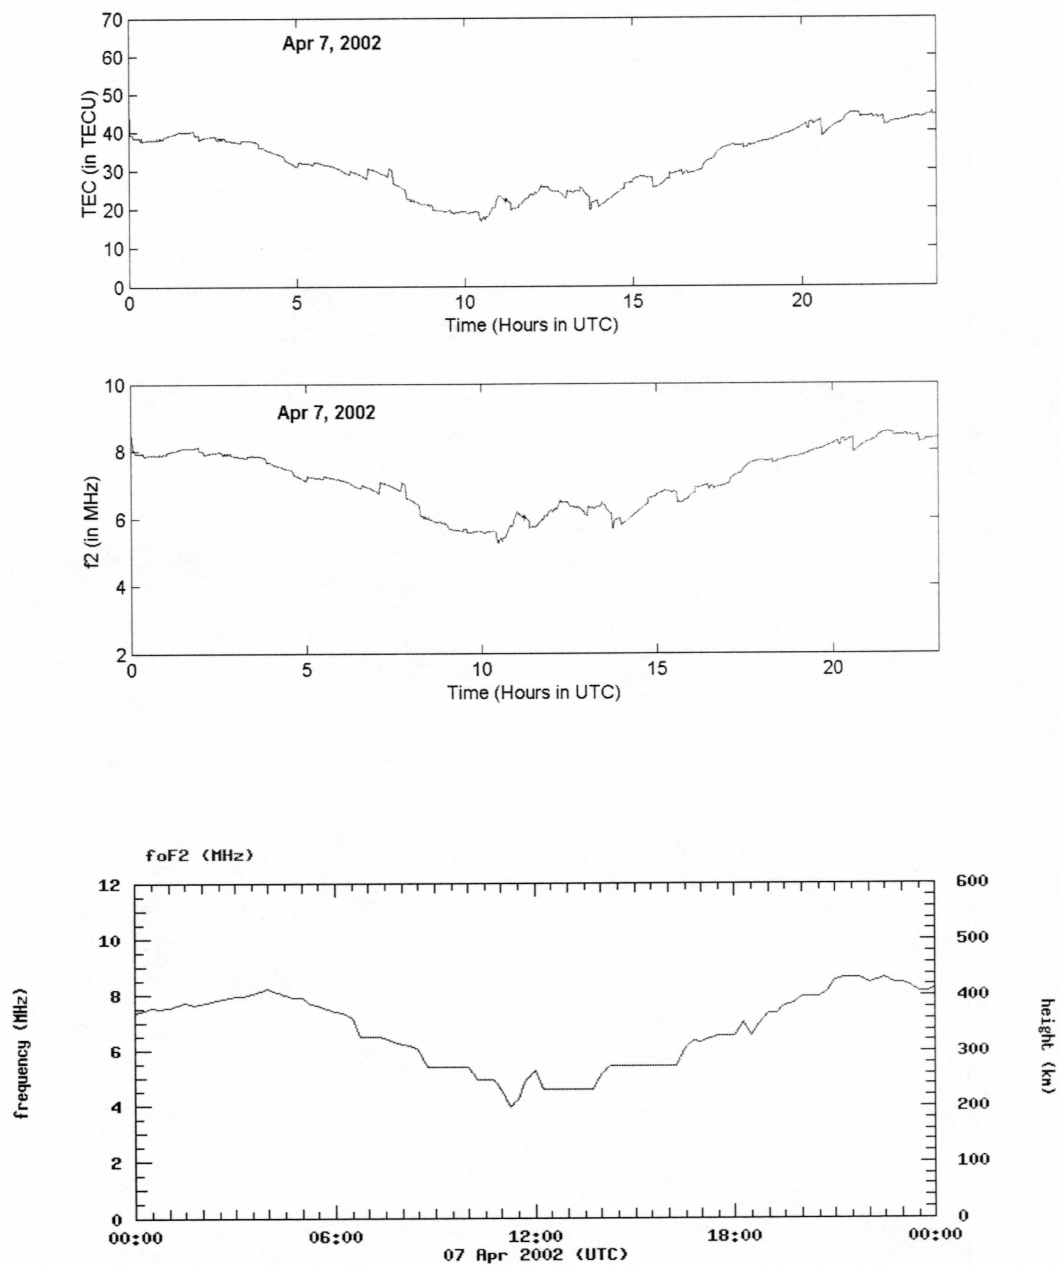 70
Apr 7, 2002
60
50
40
30
20
10
0
TEC (in TECU)
0 5 10 15 20
Time (Hours in UTC)
10
Apr 7, 2002
8
6
4
2
f2 (in MHz)
0 5 10 15 20
Time (Hours in UTC)
foF2 (MHz)
12 600
10 500
8 400
6 300
4 200
2 100
0 0
frequency (MHz)
height (km)
00:00 06:00 12:00 18:00 00:00
07 Apr 2002 (UTC)